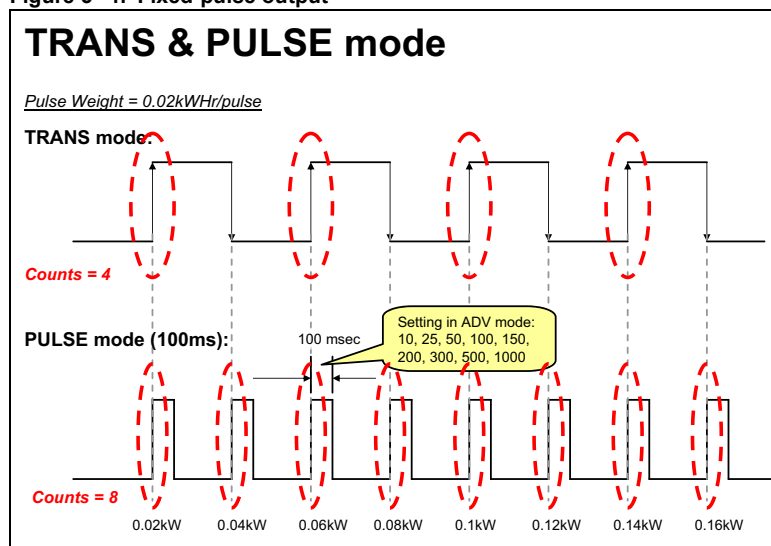 TRANS & PULSE mode
Pulse Weight = 0.02kWHr/pulse
TRANS mode:
Counts = 4
PULSE mode (100ms):
100 msec
Setting in ADV mode:
10, 25, 50, 100, 150,
200, 300, 500, 1000
Counts = 8
0.02kW 0.04kW 0.06kW 0.08kW 0.1kW 0.12kW 0.14kW 0.16kW